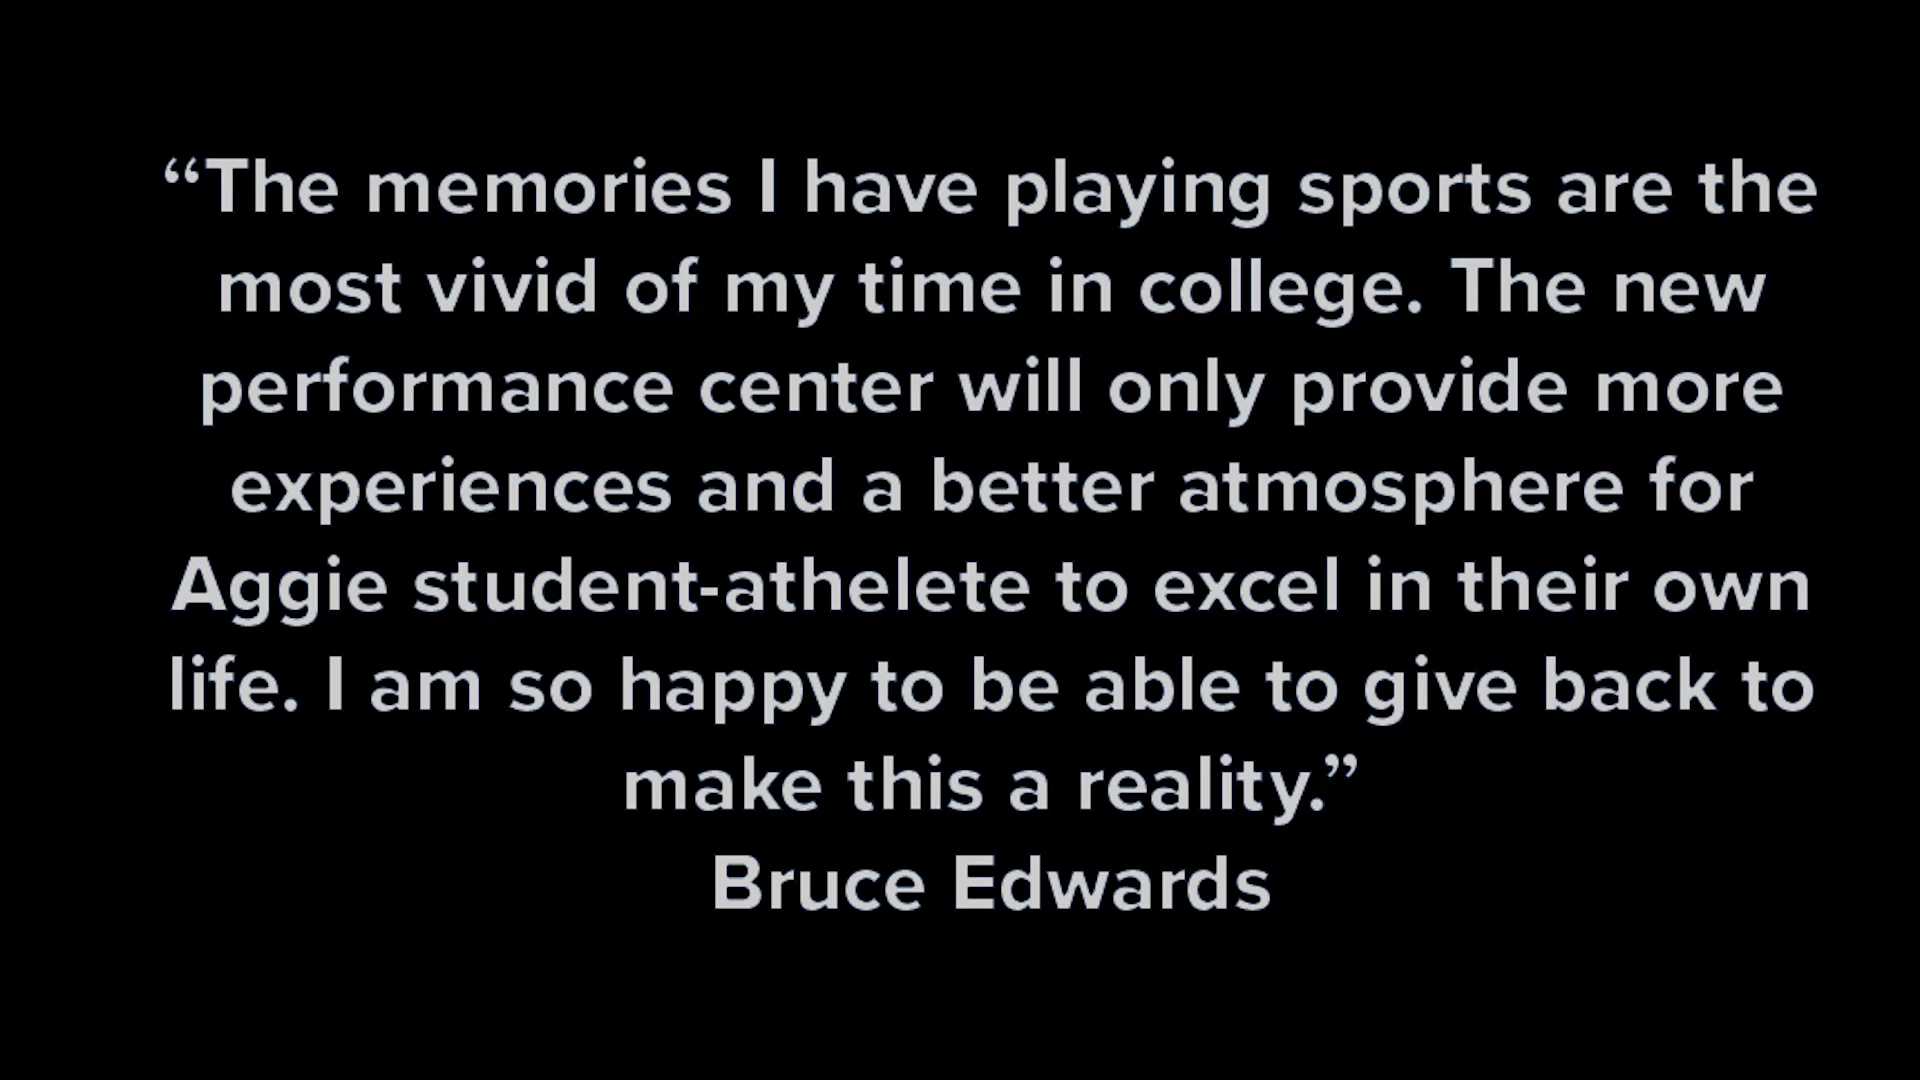 “The memories I have playing sports are the
most vivid of my time in college. The new
performance center will only provide more
experiences and a better atmosphere for
Aggie student-athelete to excel in their own
life. I am so happy to be able to give back to
make this a reality.”
Bruce Edwards